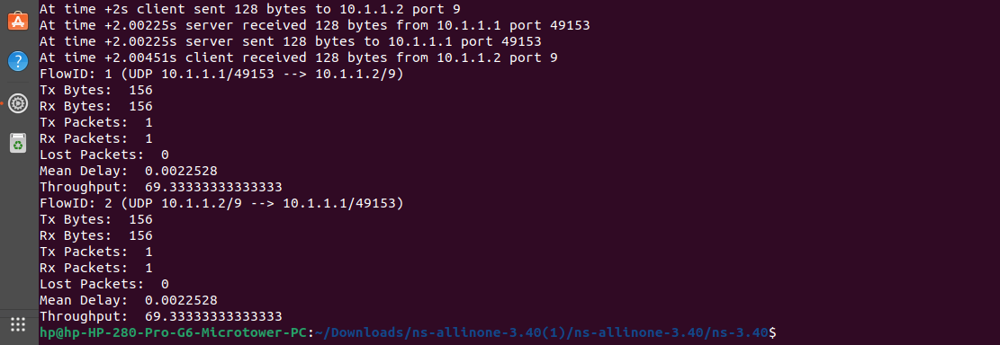 At time +2s client sent 128 bytes to 10.1.1.2 port 9
At time +2.00225s server received 128 bytes from 10.1.1.1 port 49153
At time +2.00225s server sent 128 bytes to 10.1.1.1 port 49153
At time +2.00451s client received 128 bytes from 10.1.1.2 port 9
FlowID: 1 (UDP 10.1.1.1/49153 --> 10.1.1.2/9)
Tx Bytes:  156
Rx Bytes:  156
Tx Packets:  1
Rx Packets:  1
Lost Packets:  0
Mean Delay:  0.0022528
Throughput:  69.33333333333333
FlowID: 2 (UDP 10.1.1.2/9 --> 10.1.1.1/49153)
Tx Bytes:  156
Rx Bytes:  156
Tx Packets:  1
Rx Packets:  1
Lost Packets:  0
Mean Delay:  0.0022528
Throughput:  69.33333333333333
hp@hp-HP-280-Pro-G6-Microtower-PC:~/Downloads/ns-allinone-3.40(1)/ns-allinone-3.40/ns-3.40$